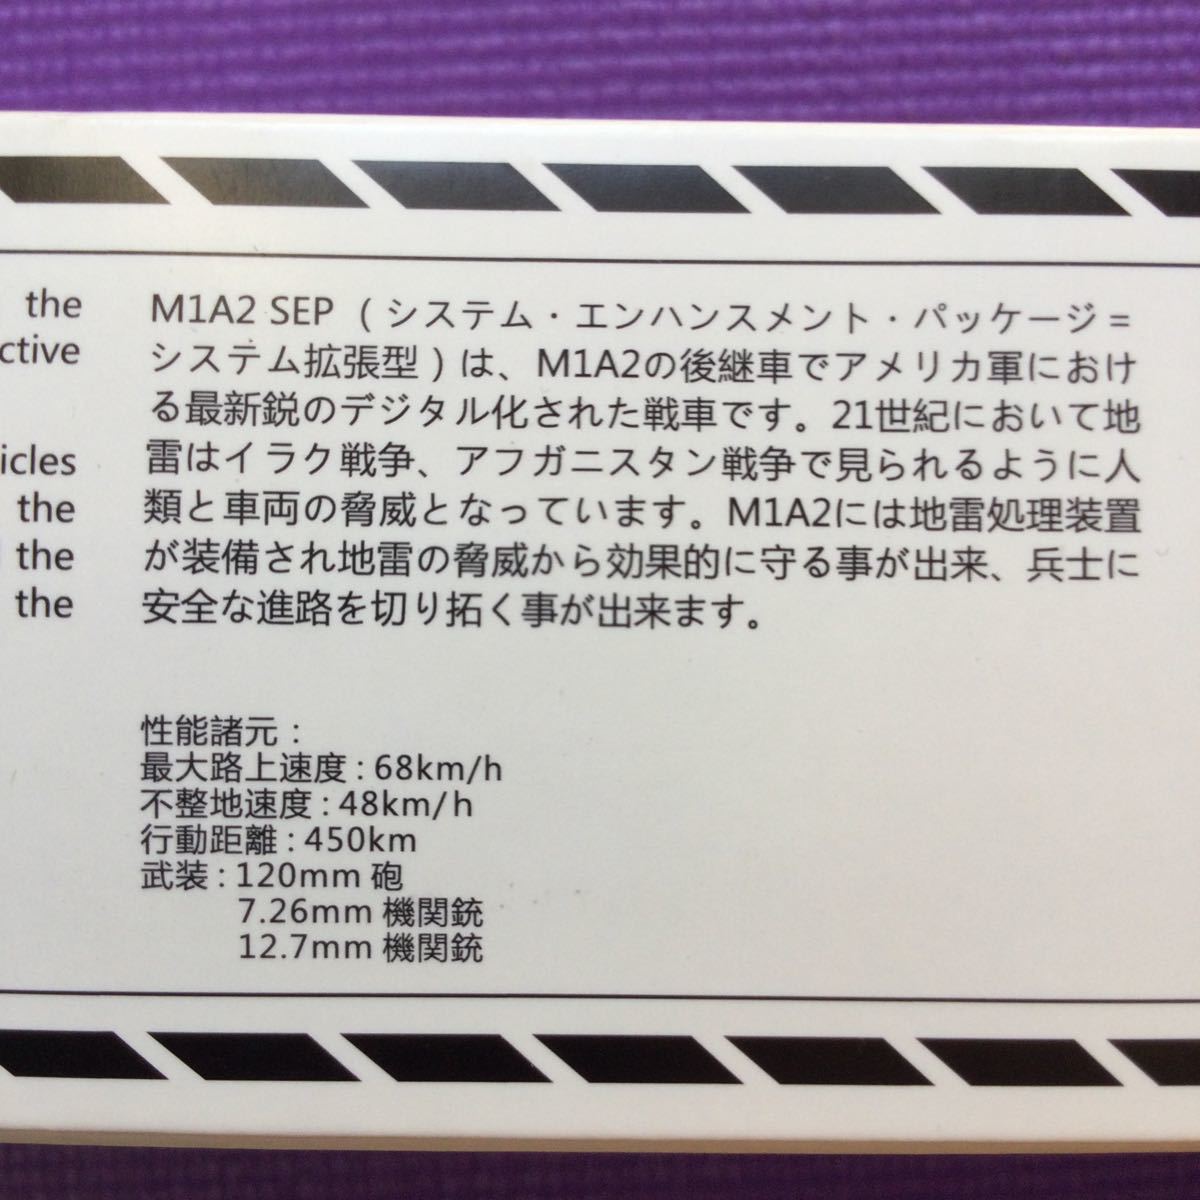 the
ctive
icles
the
the
the
M1A2 SEP（システム・エンハンスメント・パッケージ=
システム拡張型）は、M1A2の後継車でアメリカ軍におけ
る最新鋭のデジタル化された戦車です。21世紀において地
雷はイラク戦争、アフガニスタン戦争で見られるように人
類と車両の脅威となっています。M1A2には地雷処理装置
が装備され地雷の脅威から効果的に守る事が出来、兵士に
安全な進路を切り拓く事が出来ます。
性能諸元：
最大路上速度：68km/h
不整地速度：48km/h
行動距離：450km
武装：120mm 砲
7.26mm 機関銃
12.7mm 機関銃